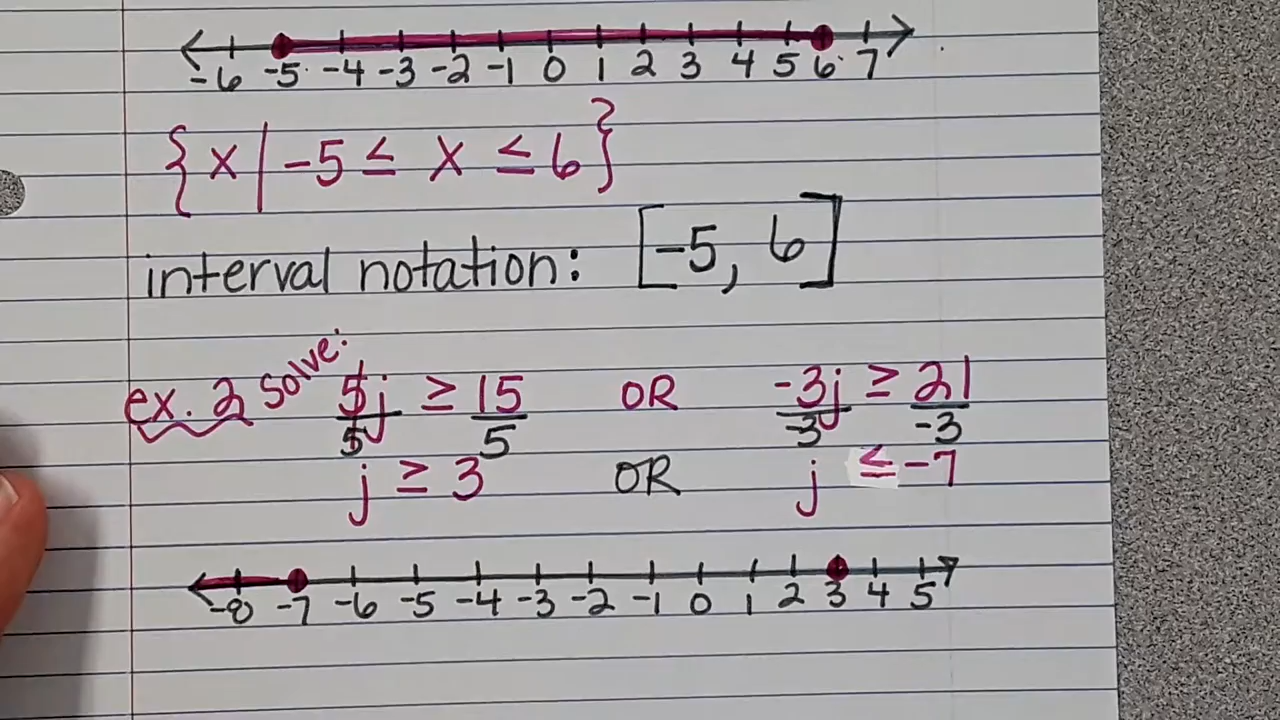 -6 -5 -4 -3 -2 -1 0 1 2 3 4 5 6 7
{x | -5 ≤ x ≤ 6}
interval notation: [-5, 6]
ex. 2 Solve: 5j ≥ 15 OR -3j ≥ 21
5 5 -3 -3
j ≥ 3 OR j ≤ -7
-8 -7 -6 -5 -4 -3 -2 -1 0 1 2 3 4 5